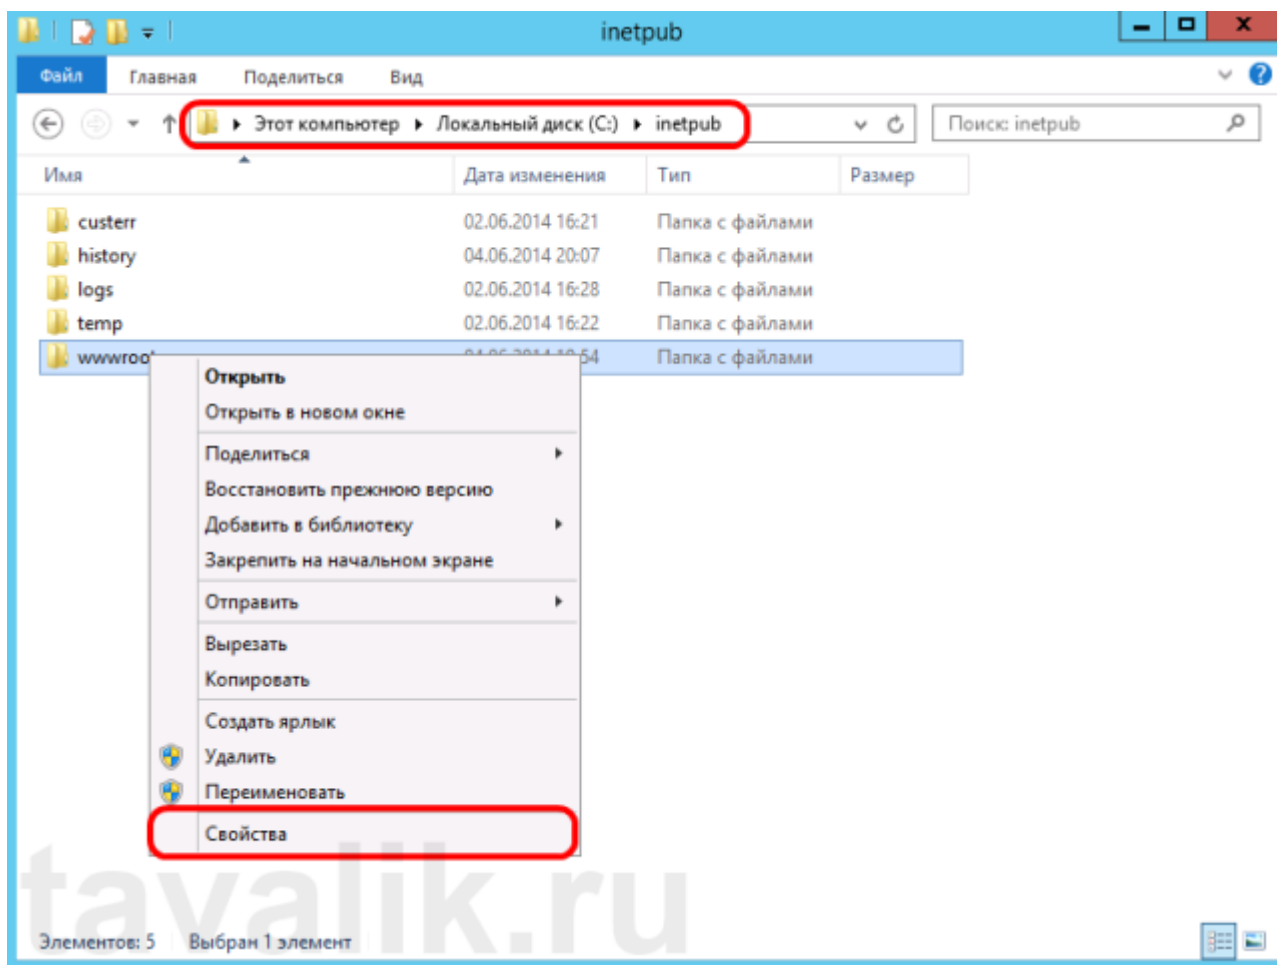 inetpub
Файл Главная Поделиться Вид
Этот компьютер Локальный диск (C:) inetpub Поиск: inetpub
Имя Дата изменения Тип Размер
custerr 02.06.2014 16:21 Папка с файлами
history 04.06.2014 20:07 Папка с файлами
logs 02.06.2014 16:28 Папка с файлами
temp 02.06.2014 16:22 Папка с файлами
Папка с файлами
Открыть
Открыть в новом окне
Поделиться
Восстановить прежнюю версию
Добавить в библиотеку
Закрепить на начальном экране
Отправить
Вырезать
Копировать
Создать ярлык
Удалить
Переименовать
Свойства
tavalik.ru
Элементов: 5 Выбран 1 элемент